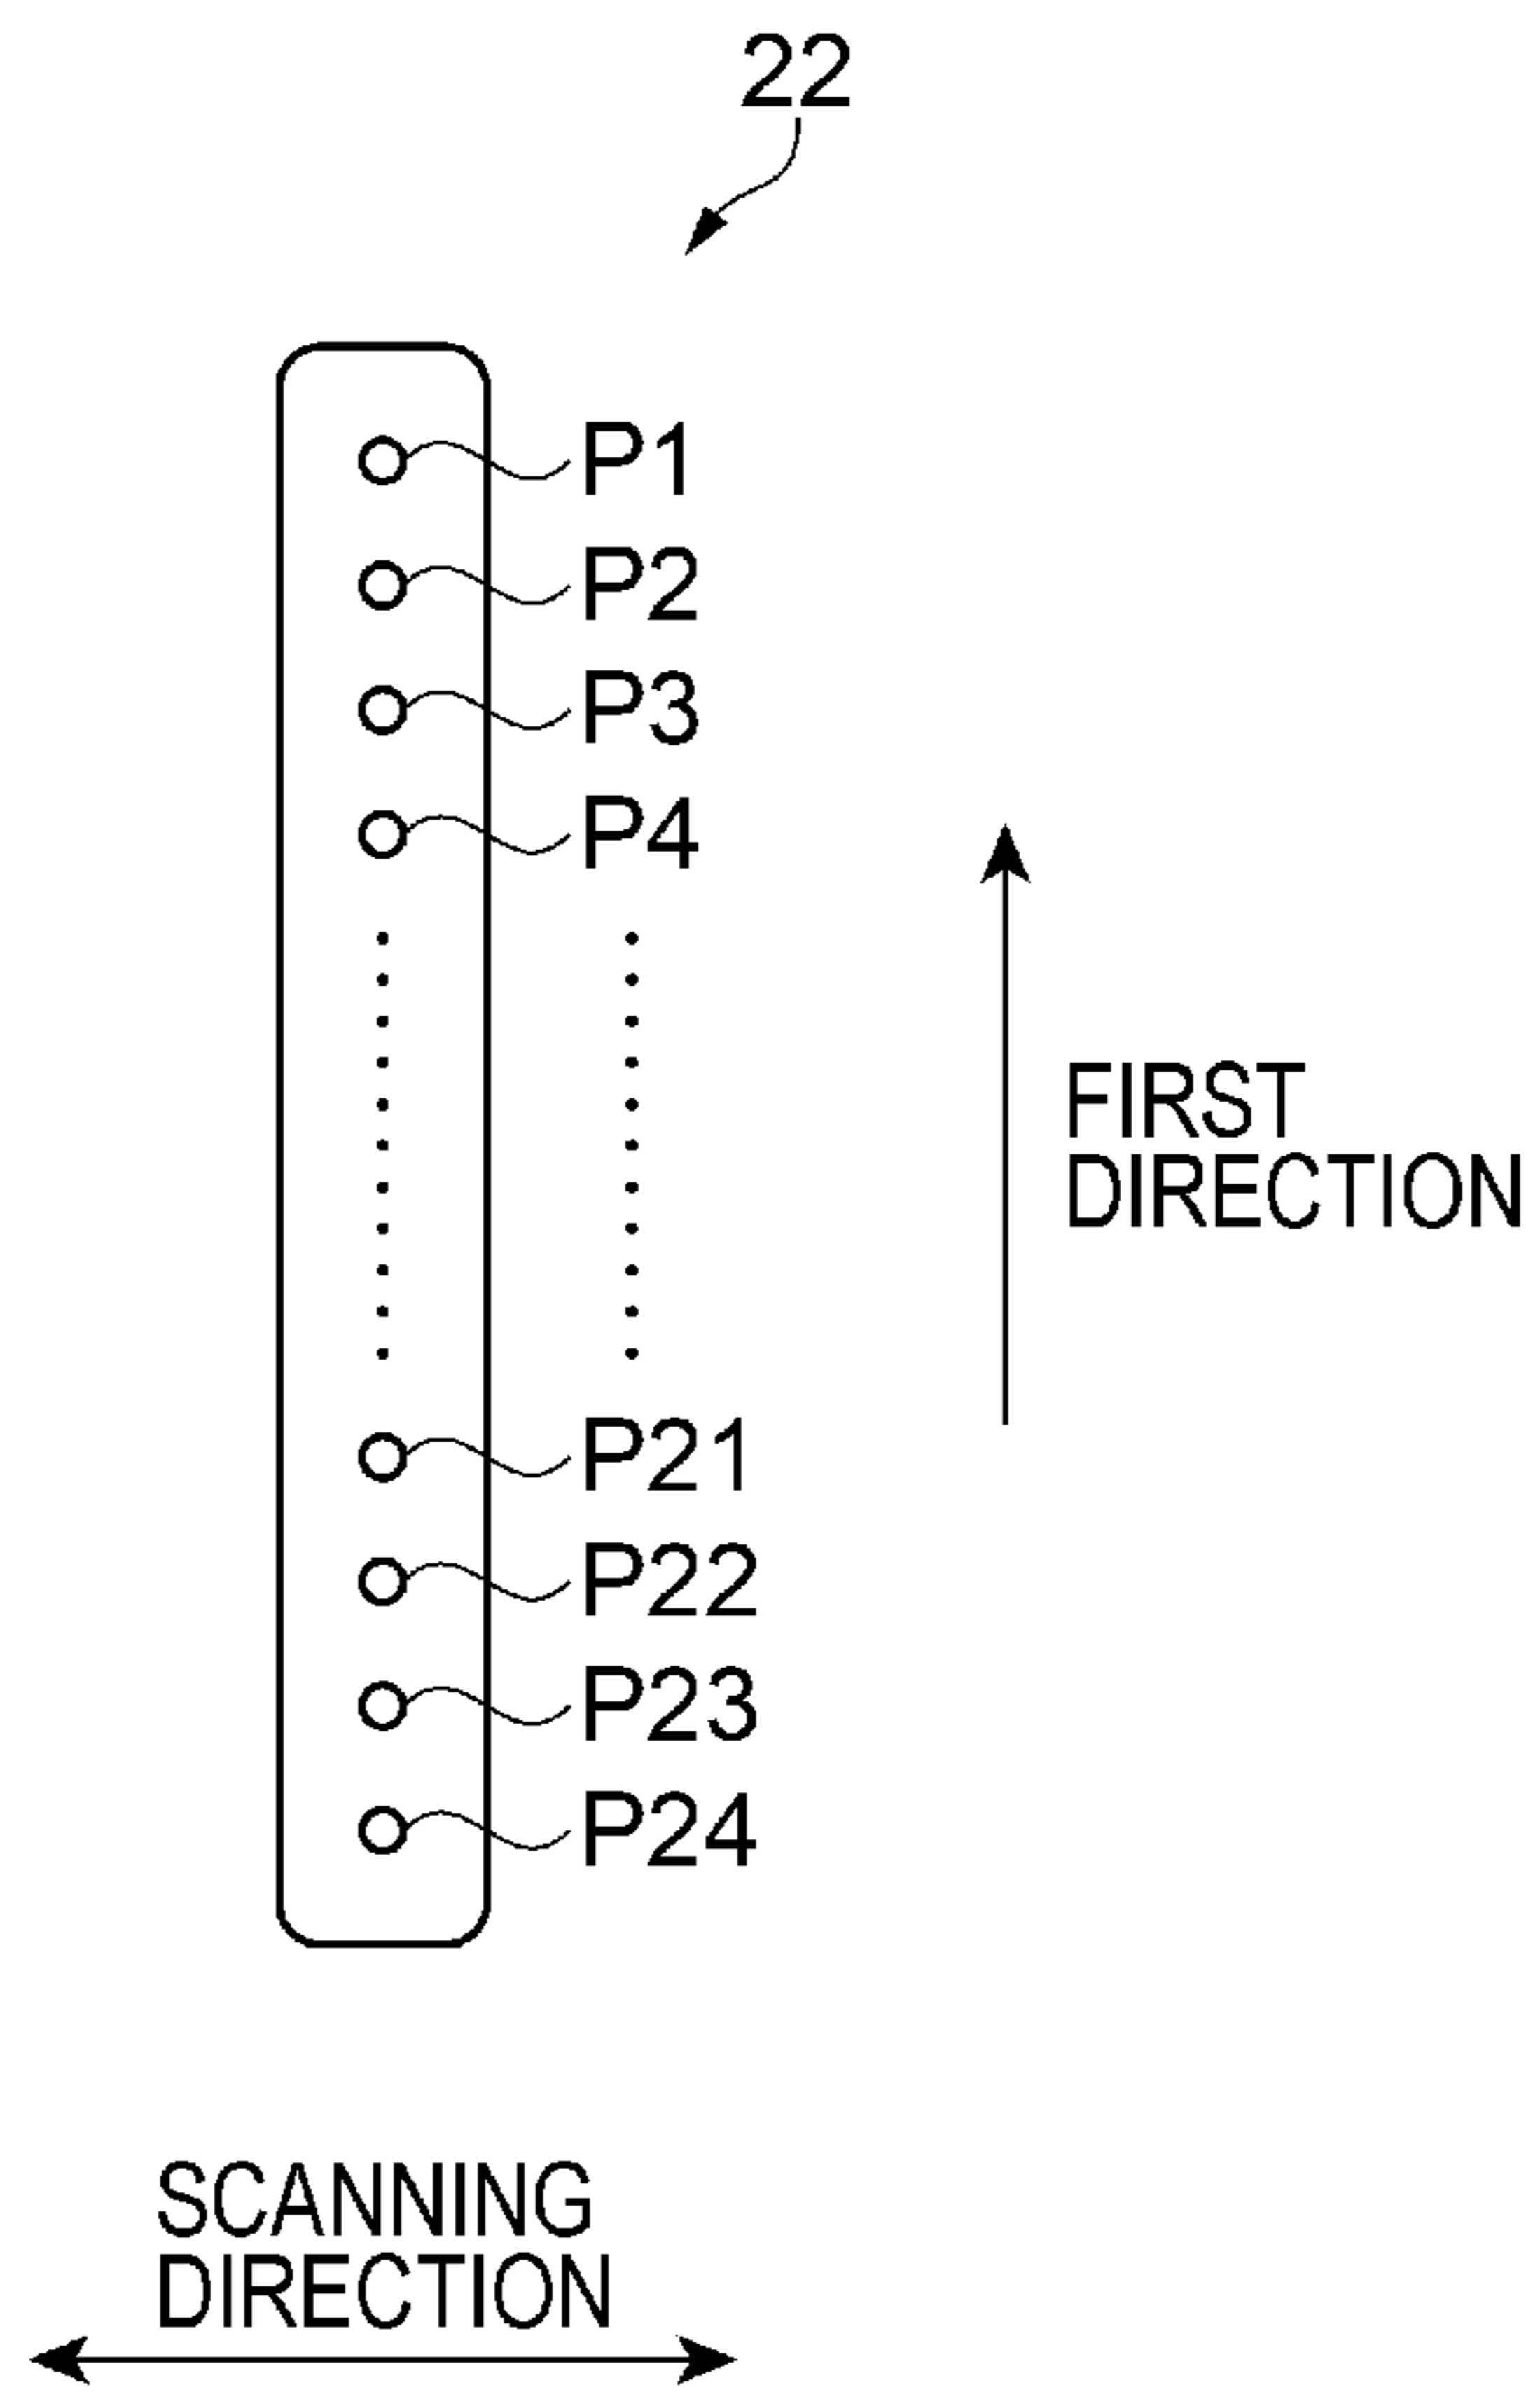 22
P1
P2
P3
P4
FIRST
DIRECTION
P21
P22
P23
P24
SCANNING
DIRECTION